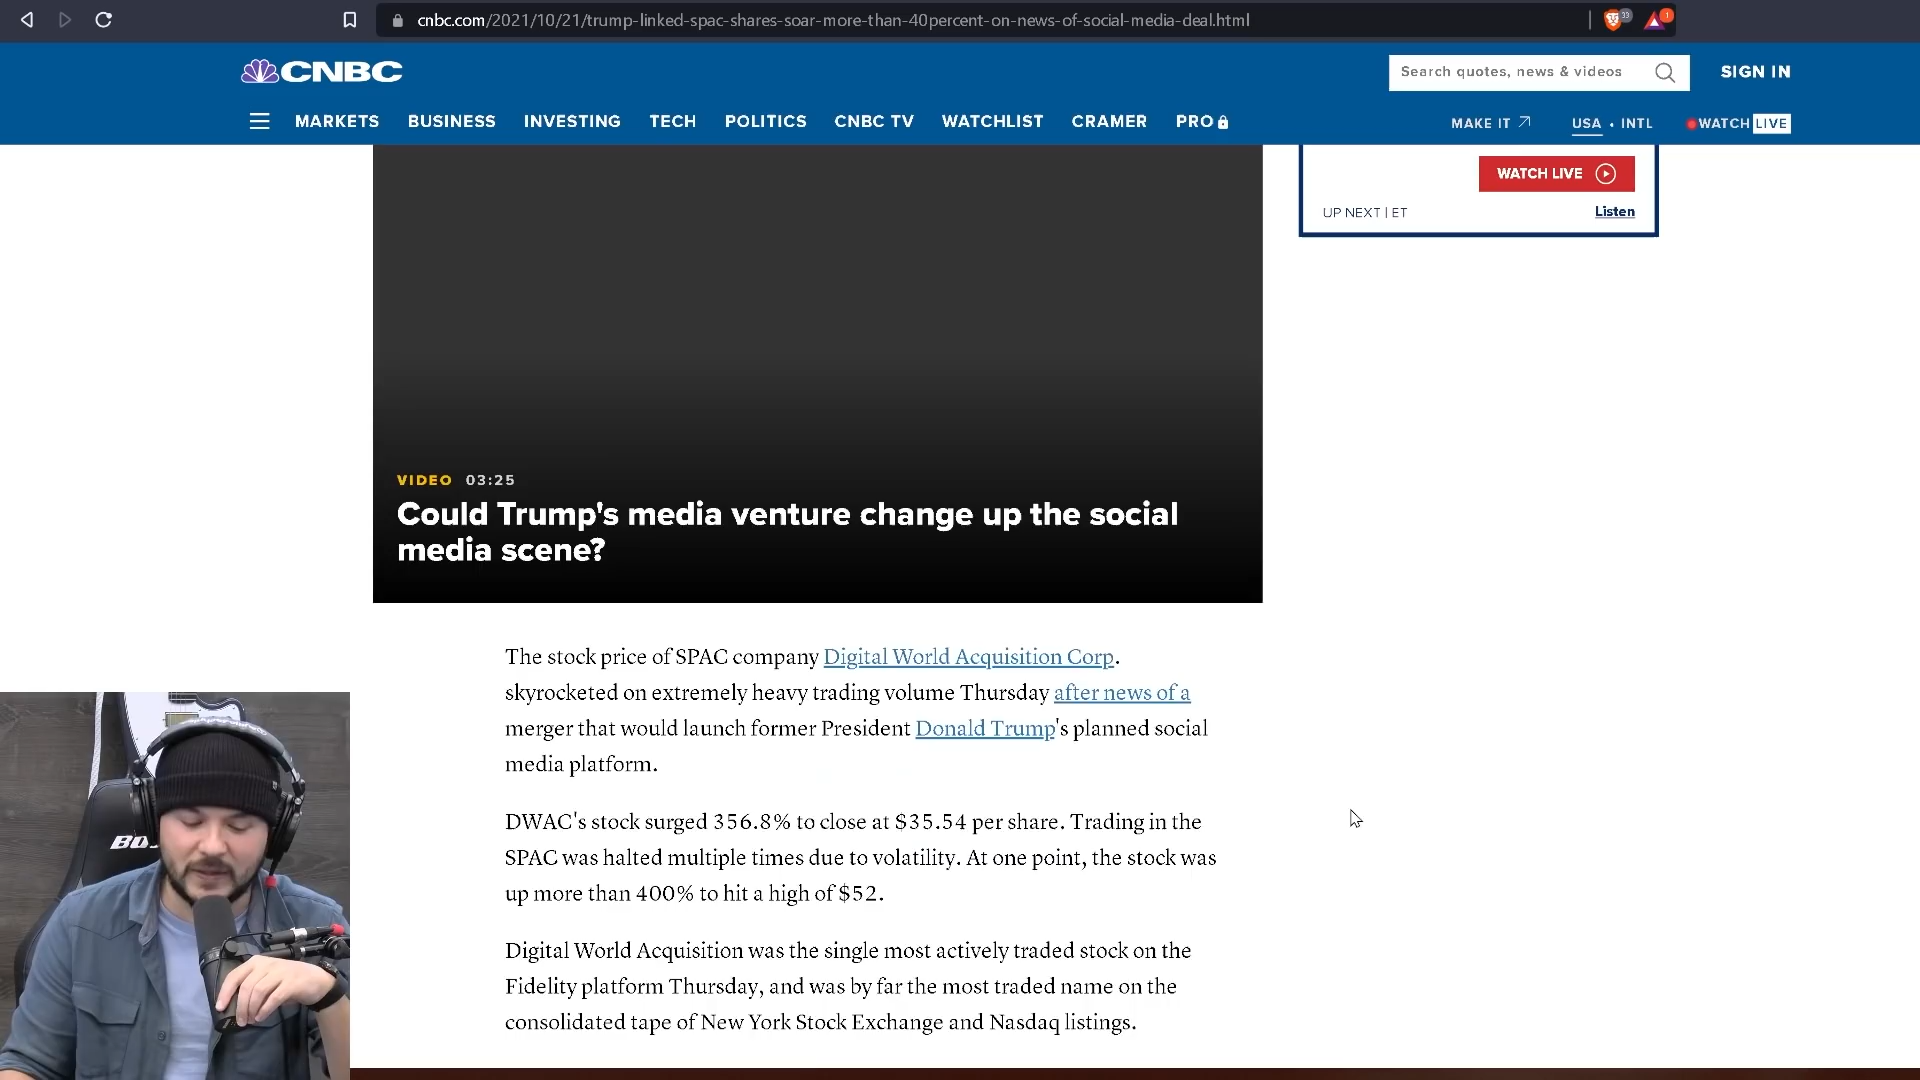 cnbc.com/2021/10/21/trump-linked-spac-shares-soar-more-than-40percent-on-news-of-social-media-deal.html
33
1
CNBC
Search quotes, news & videos
SIGN IN
MARKETS BUSINESS INVESTING TECH POLITICS CNBC TV WATCHLIST CRAMER PRO
MAKE IT USA • INTL WATCH LIVE
WATCH LIVE
UP NEXT | ET Listen
VIDEO 03:25
Could Trump's media venture change up the social
media scene?
The stock price of SPAC company Digital World Acquisition Corp.
skyrocketed on extremely heavy trading volume Thursday after news of a
merger that would launch former President Donald Trump's planned social
media platform.
DWAC's stock surged 356.8% to close at $35.54 per share. Trading in the
SPAC was halted multiple times due to volatility. At one point, the stock was
up more than 400% to hit a high of $52.
Digital World Acquisition was the single most actively traded stock on the
Fidelity platform Thursday, and was by far the most traded name on the
consolidated tape of New York Stock Exchange and Nasdaq listings.